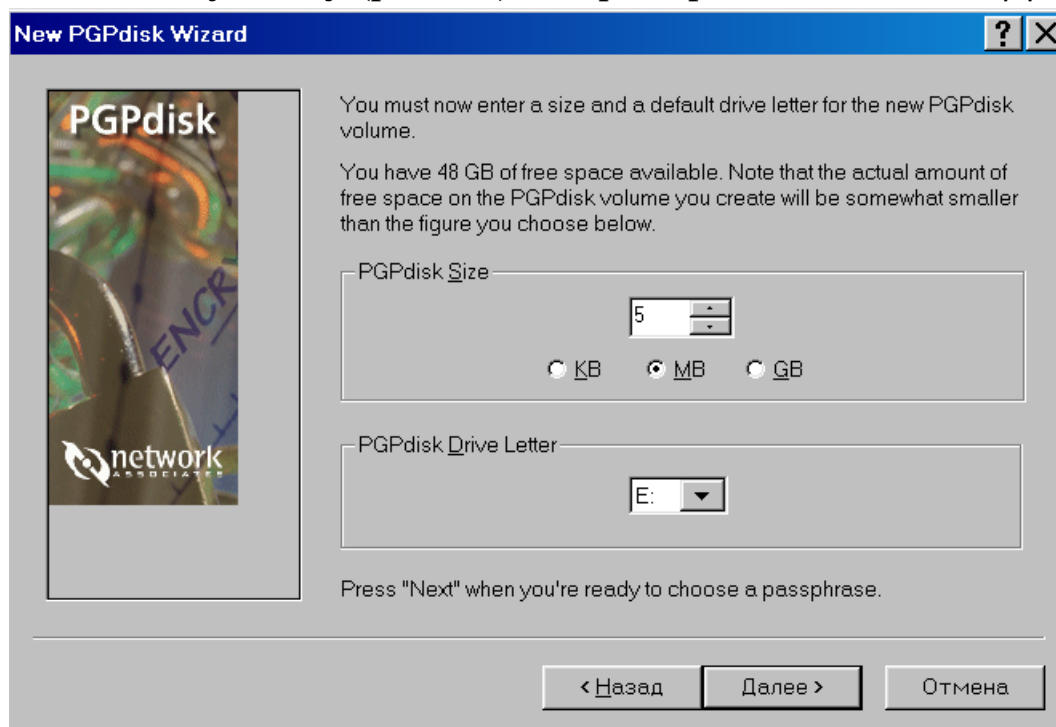 New PGPdisk Wizard
PGPdisk
ENCR
network
ASSOCIATES
You must now enter a size and a default drive letter for the new PGPdisk
volume.
You have 48 GB of free space available. Note that the actual amount of
free space on the PGPdisk volume you create will be somewhat smaller
than the figure you choose below.
PGPdisk Size
5
KB MB GB
PGPdisk Drive Letter
E:
Press "Next" when you're ready to choose a passphrase.
< Назад Далее > Отмена